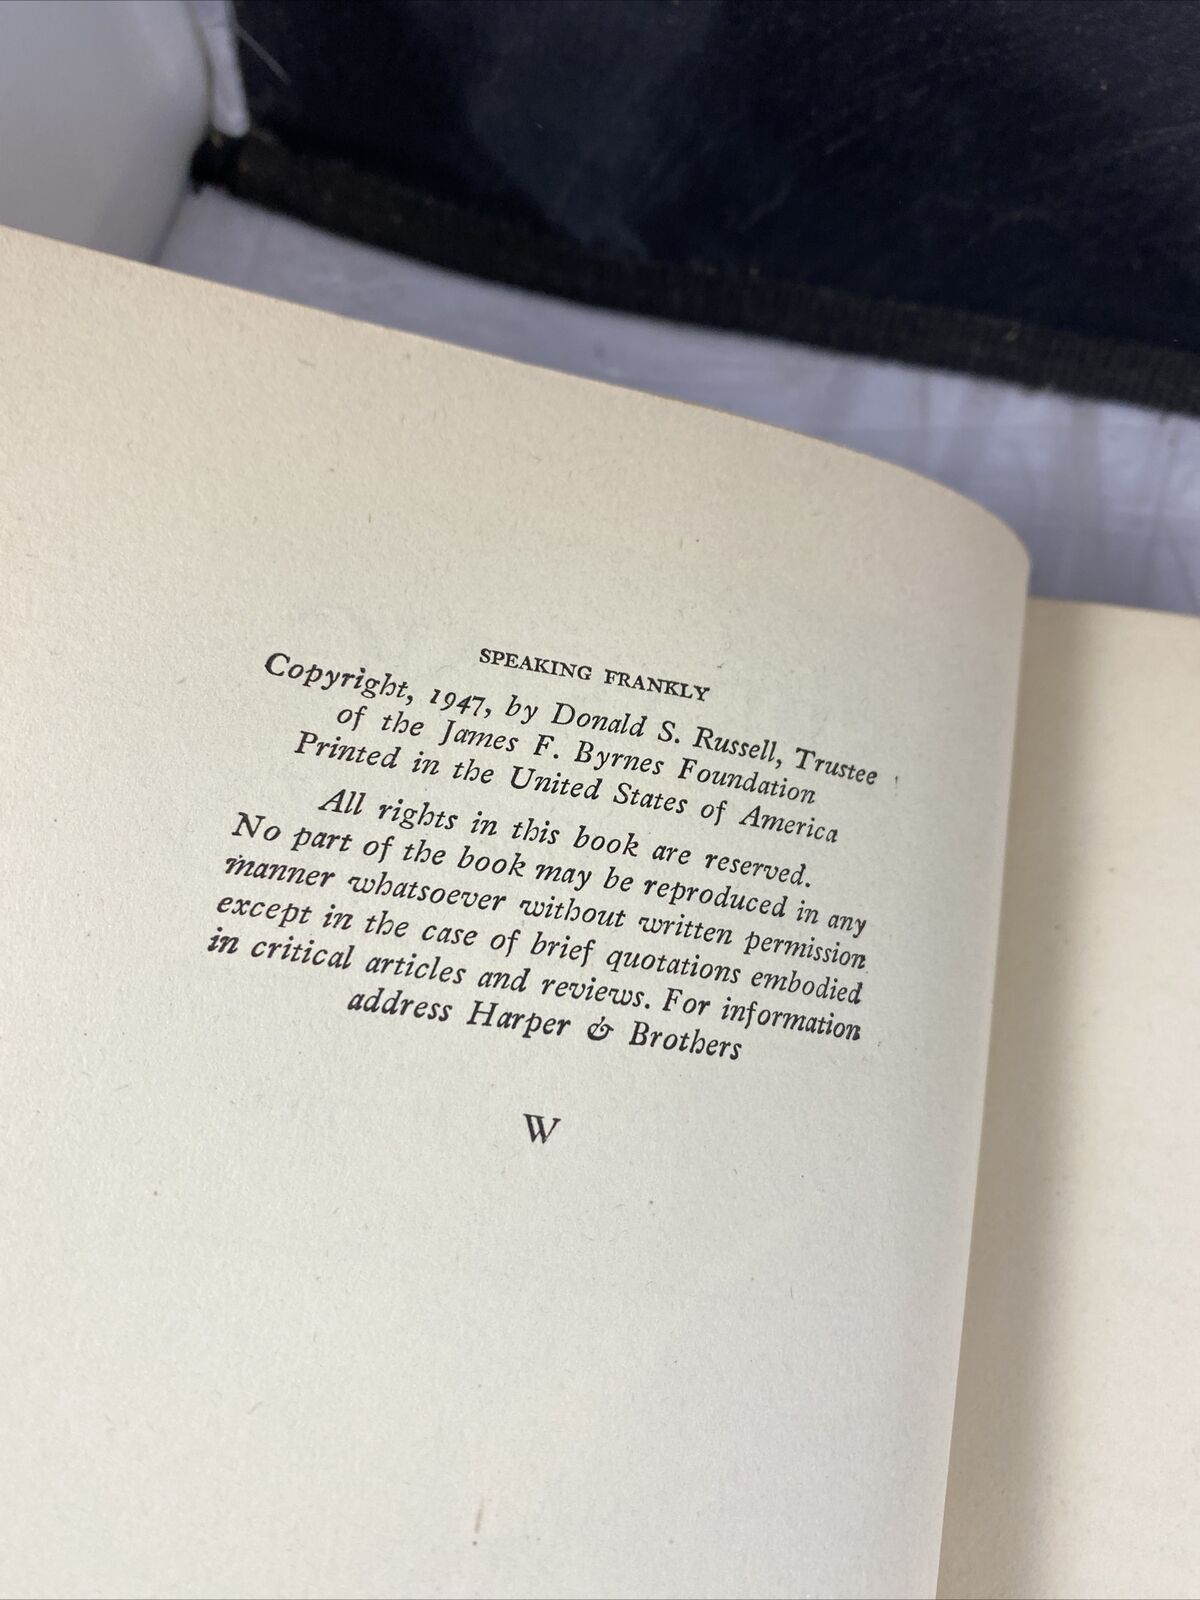 SPEAKING FRANKLY
Copyright, 1947, by Donald S. Russell, Trustee
of the James F. Byrnes Foundation
Printed in the United States of America
All rights in this book are reserved.
No part of the book may be reproduced in any
manner whatsoever without written permission
except in the case of brief quotations embodied
in critical articles and reviews. For information
address Harper & Brothers
W